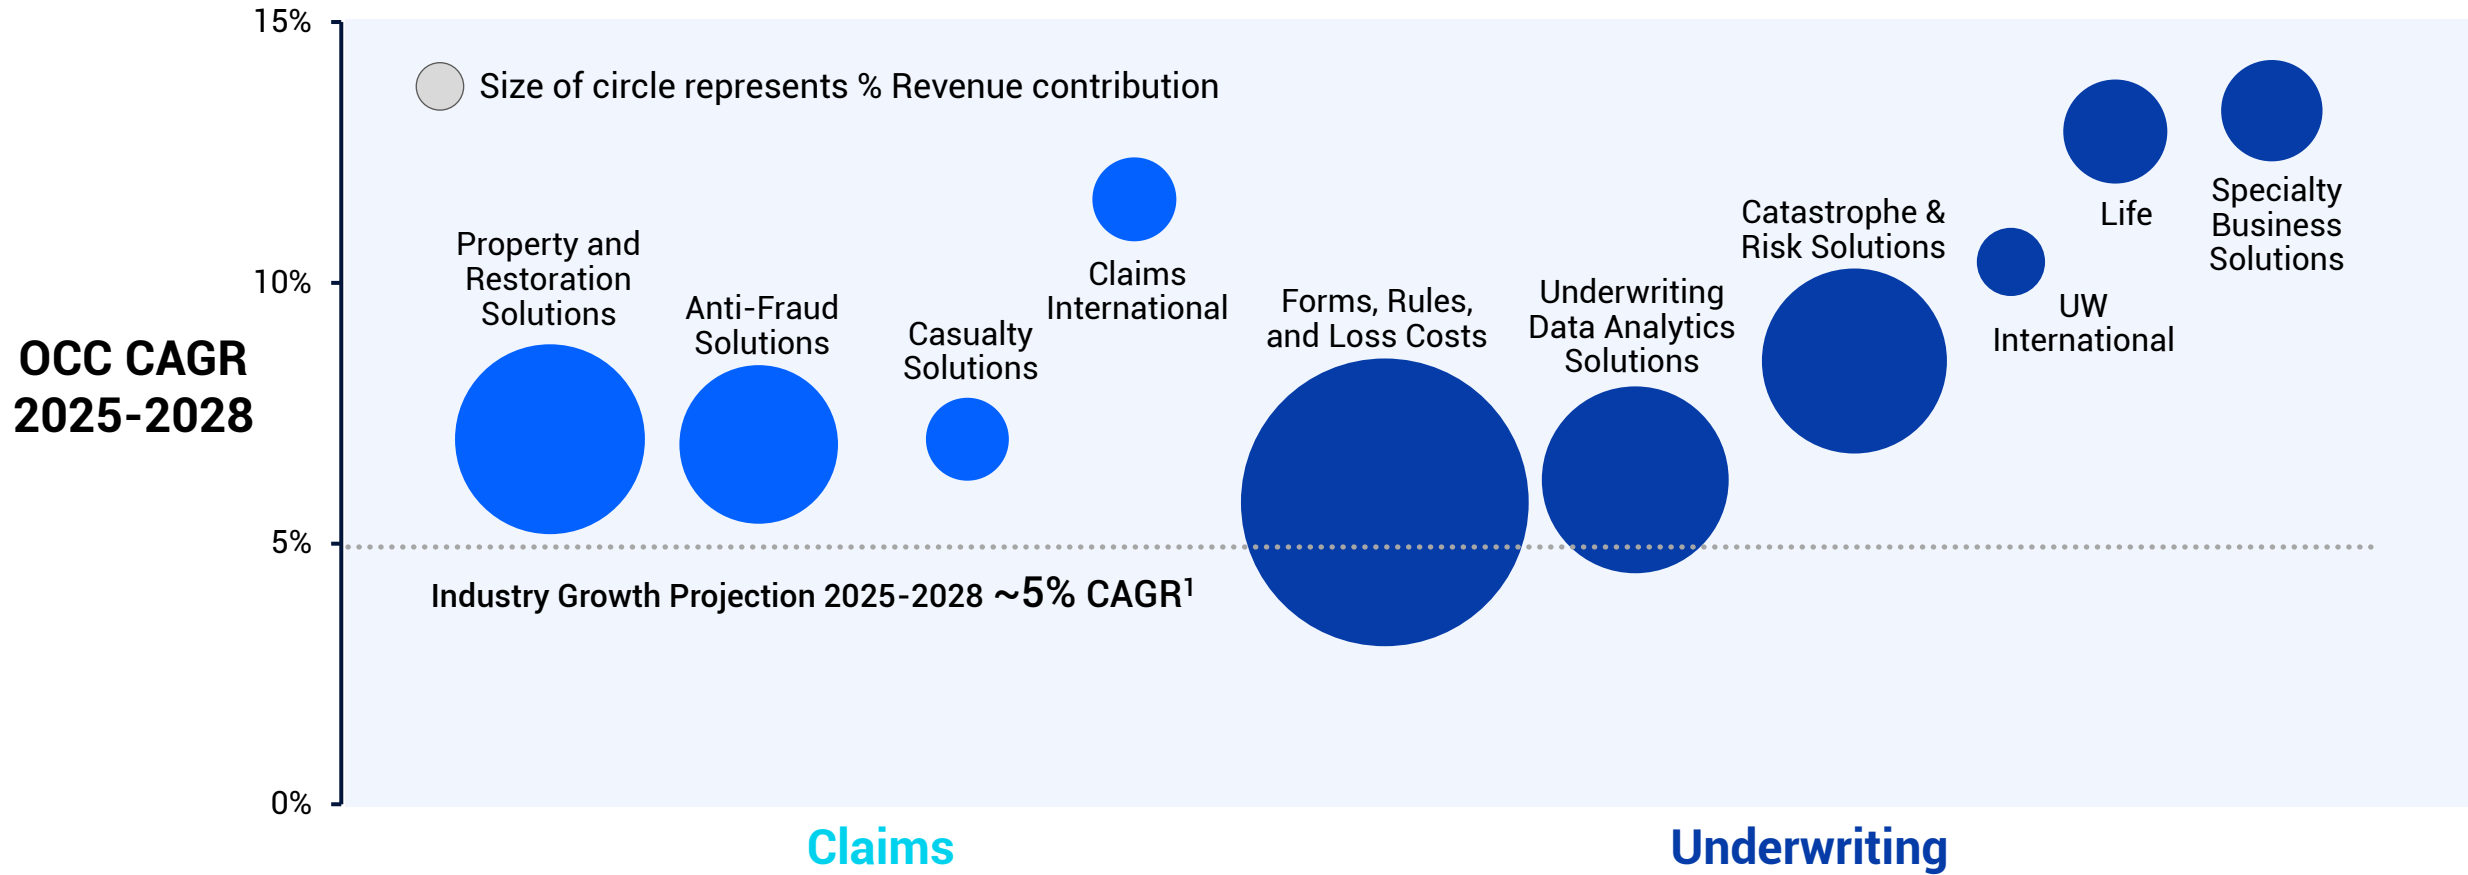 15%
Size of circle represents % Revenue contribution
10%
5%
0%
OCC CAGR
2025-2028
Property and
Restoration
Solutions
Anti-Fraud
Solutions
Casualty
Solutions
Claims
International
Forms, Rules,
and Loss Costs
Underwriting
Data Analytics
Solutions
Catastrophe &
Risk Solutions
UW
International
Life
Specialty
Business
Solutions
Industry Growth Projection 2025-2028 ~5% CAGR¹
Claims
Underwriting